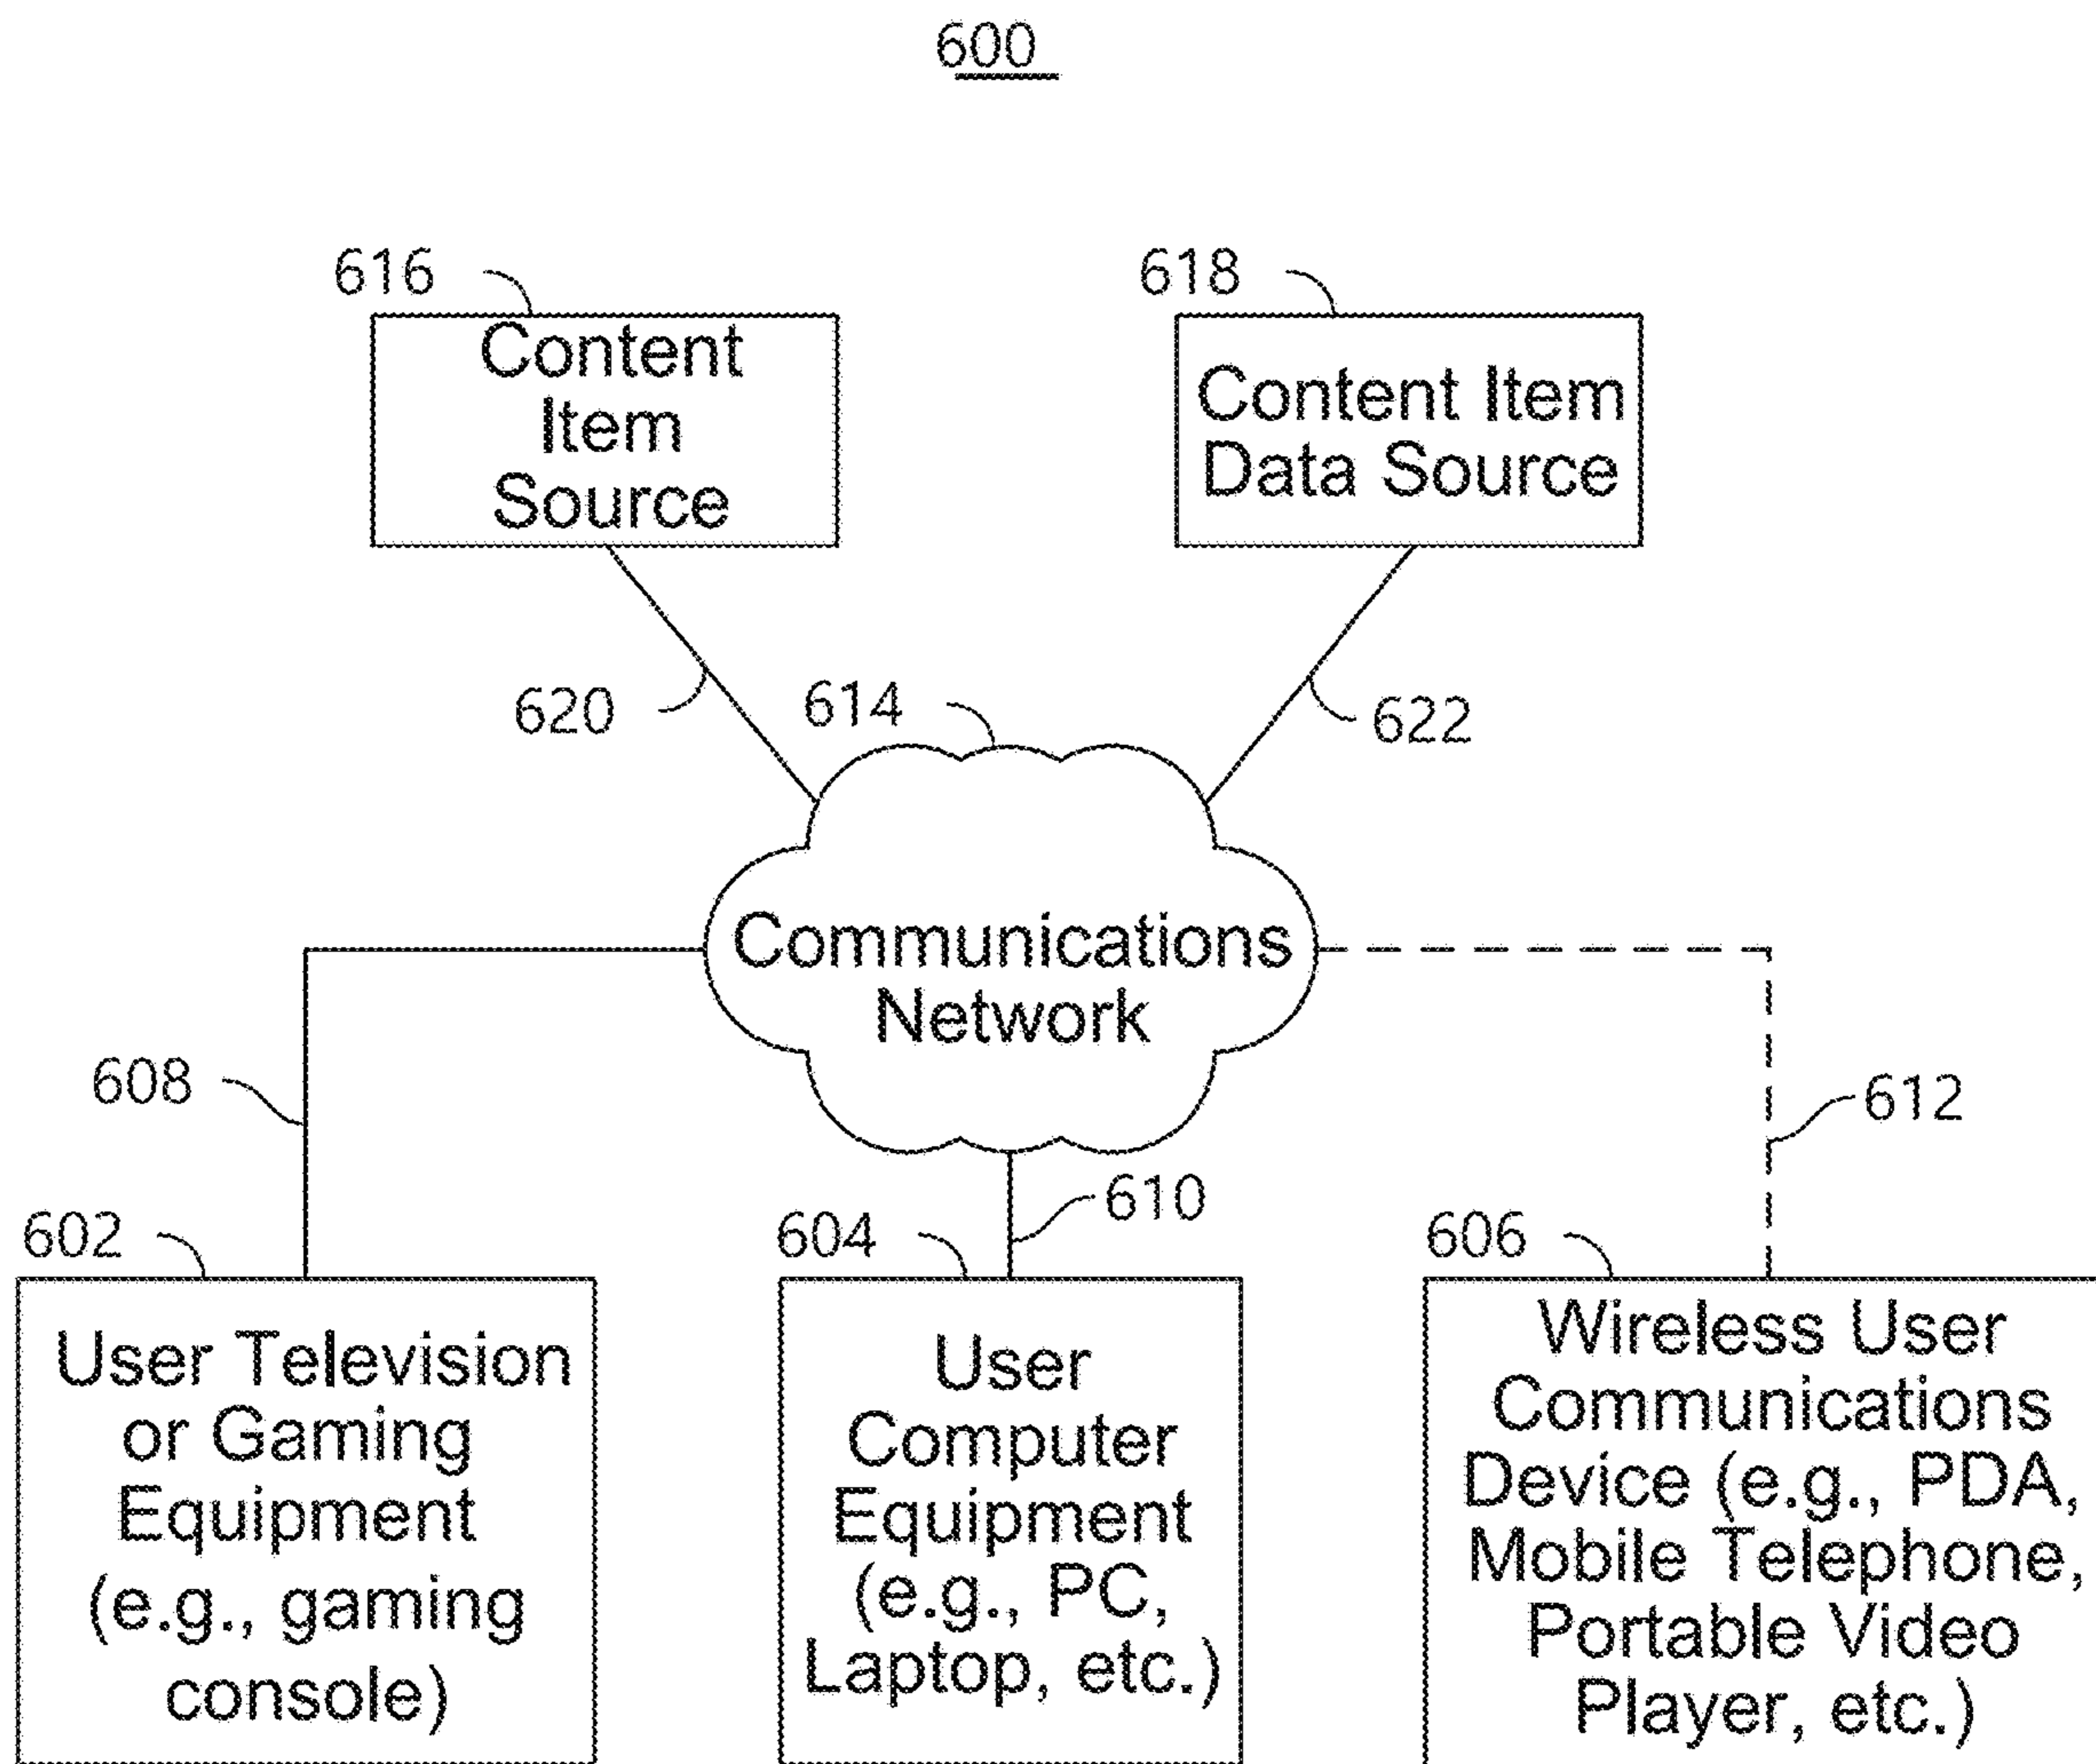 600
616
Content
Item
Source
618
Content Item
Data Source
620
614
622
Communications
Network
608
612
610
602
User Television
or Gaming
Equipment
(e.g., gaming
console)
604
User
Computer
Equipment
(e.g., PC,
Laptop, etc.)
606
Wireless User
Communications
Device (e.g., PDA,
Mobile Telephone,
Portable Video
Player, etc.)